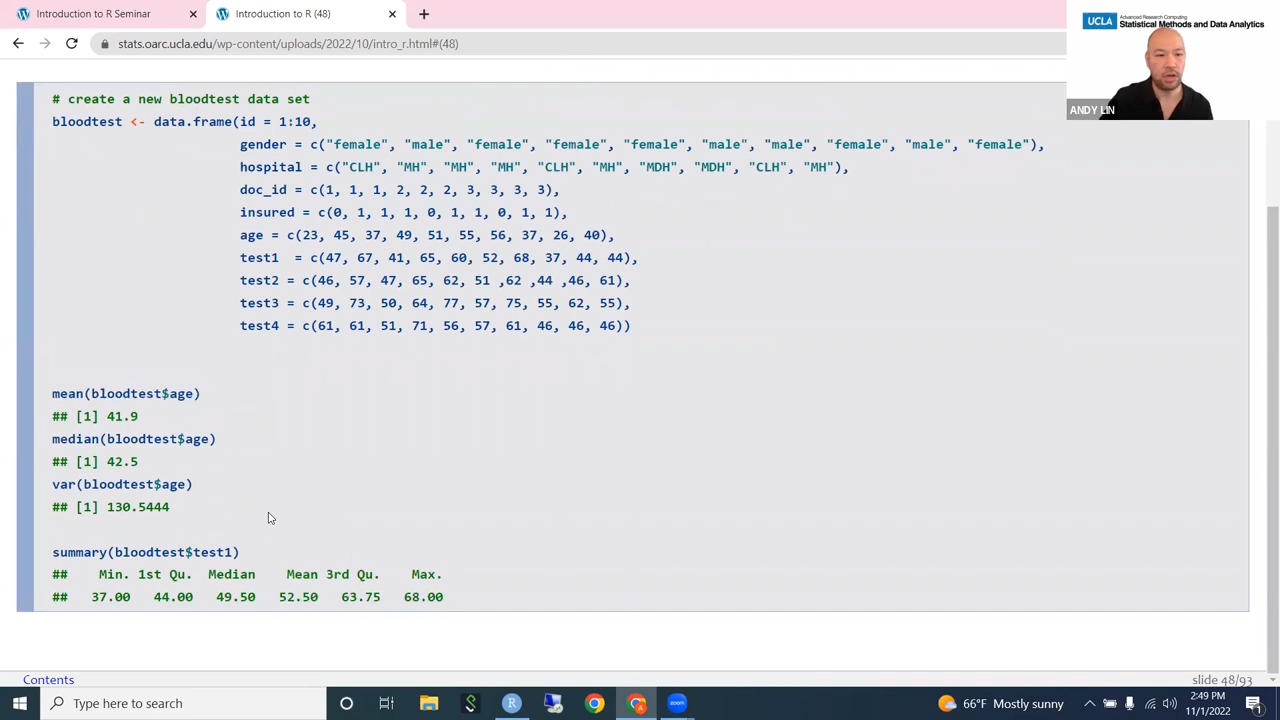 Introduction to R Seminar
Introduction to R (48)
stats.oarc.ucla.edu/wp-content/uploads/2022/10/intro_r.html#(48)
UCLA Advanced Research Computing
Statistical Methods and Data Analytics
ANDY LIN
# create a new bloodtest data set
bloodtest <- data.frame(id = 1:10,
gender = c("female", "male", "female", "female", "female", "male", "male", "female", "male", "female"),
hospital = c("CLH", "MH", "MH", "MH", "CLH", "MH", "MDH", "MDH", "CLH", "MH"),
doc_id = c(1, 1, 1, 2, 2, 2, 3, 3, 3, 3),
insured = c(0, 1, 1, 1, 0, 1, 1, 0, 1, 1),
age = c(23, 45, 37, 49, 51, 55, 56, 37, 26, 40),
test1  = c(47, 67, 41, 65, 60, 52, 68, 37, 44, 44),
test2 = c(46, 57, 47, 65, 62, 51 ,62 ,44 ,46, 61),
test3 = c(49, 73, 50, 64, 77, 57, 75, 55, 62, 55),
test4 = c(61, 61, 51, 71, 56, 57, 61, 46, 46, 46))
mean(bloodtest$age)
## [1] 41.9
median(bloodtest$age)
## [1] 42.5
var(bloodtest$age)
## [1] 130.5444
summary(bloodtest$test1)
## Min. 1st Qu. Median Mean 3rd Qu. Max.
## 37.00 44.00 49.50 52.50 63.75 68.00
Contents
slide 48/93
Type here to search
zoom
66°F Mostly sunny
2:49 PM
11/1/2022
1